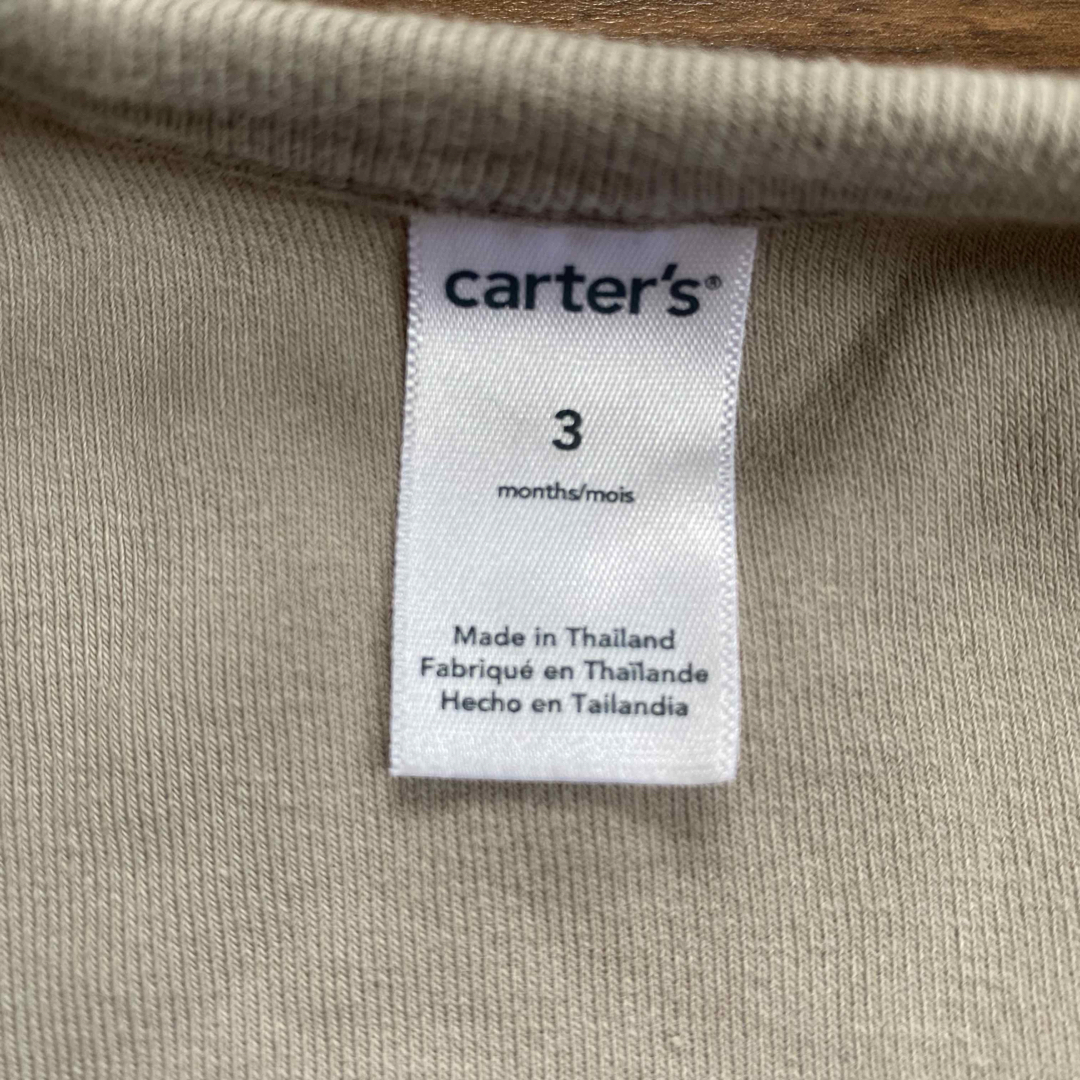 carter's®
3
months/mois
Made in Thailand
Fabriqué en Thaïlande
Hecho en Tailandia